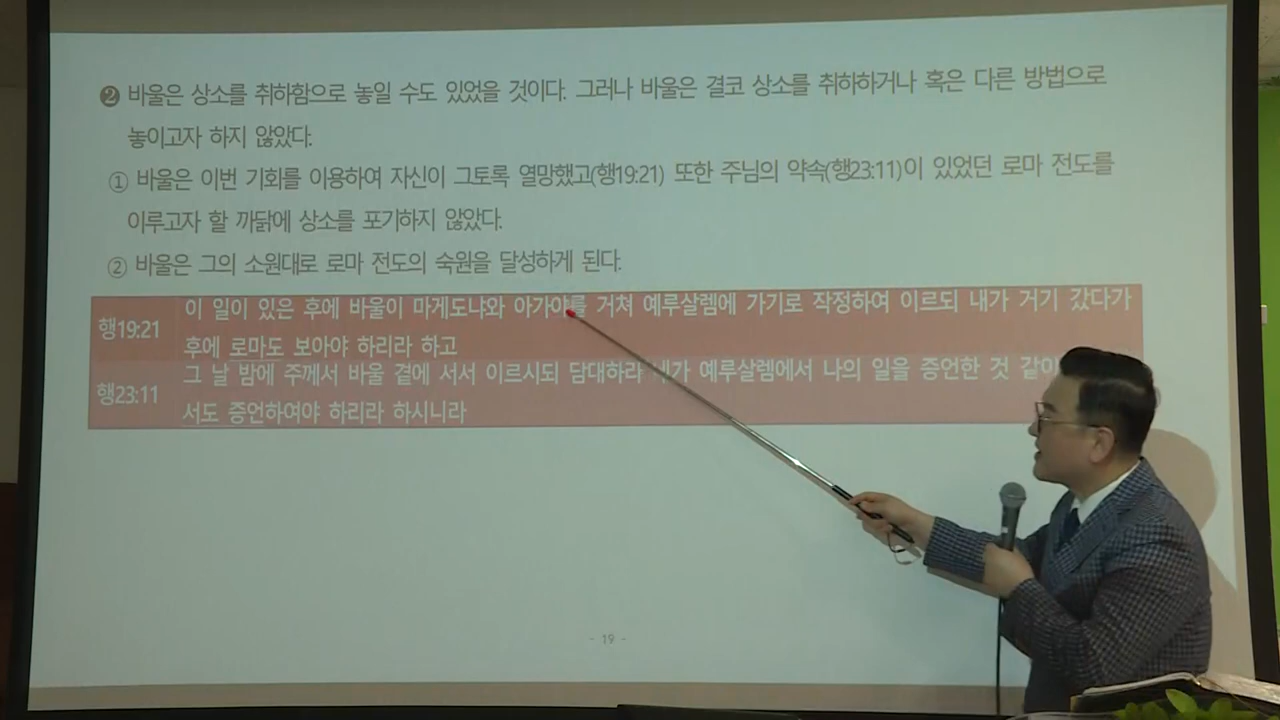 ❷ 바울은 상소를 취하함으로 놓일 수도 있었을 것이다. 그러나 바울은 결코 상소를 취하하거나 혹은 다른 방법으로
놓이고자 하지 않았다.
① 바울은 이번 기회를 이용하여 자신이 그토록 열망했고(행19:21) 또한 주님의 약속(행23:11)이 있었던 로마 전도를
이루고자 할 까닭에 상소를 포기하지 않았다.
② 바울은 그의 소원대로 로마 전도의 숙원을 달성하게 된다.
행19:21
이 일이 있은 후에 바울이 마게도냐와 아가야를 거쳐 예루살렘에 가기로 작정하여 이르되 내가 거기 갔다가
후에 로마도 보아야 하리라 하고
행23:11
그 날 밤에 주께서 바울 곁에 서서 이르시되 담대하라 네가 예루살렘에서 나의 일을 증언한 것 같이
서도 증언하여야 하리라 하시니라
- 19 -